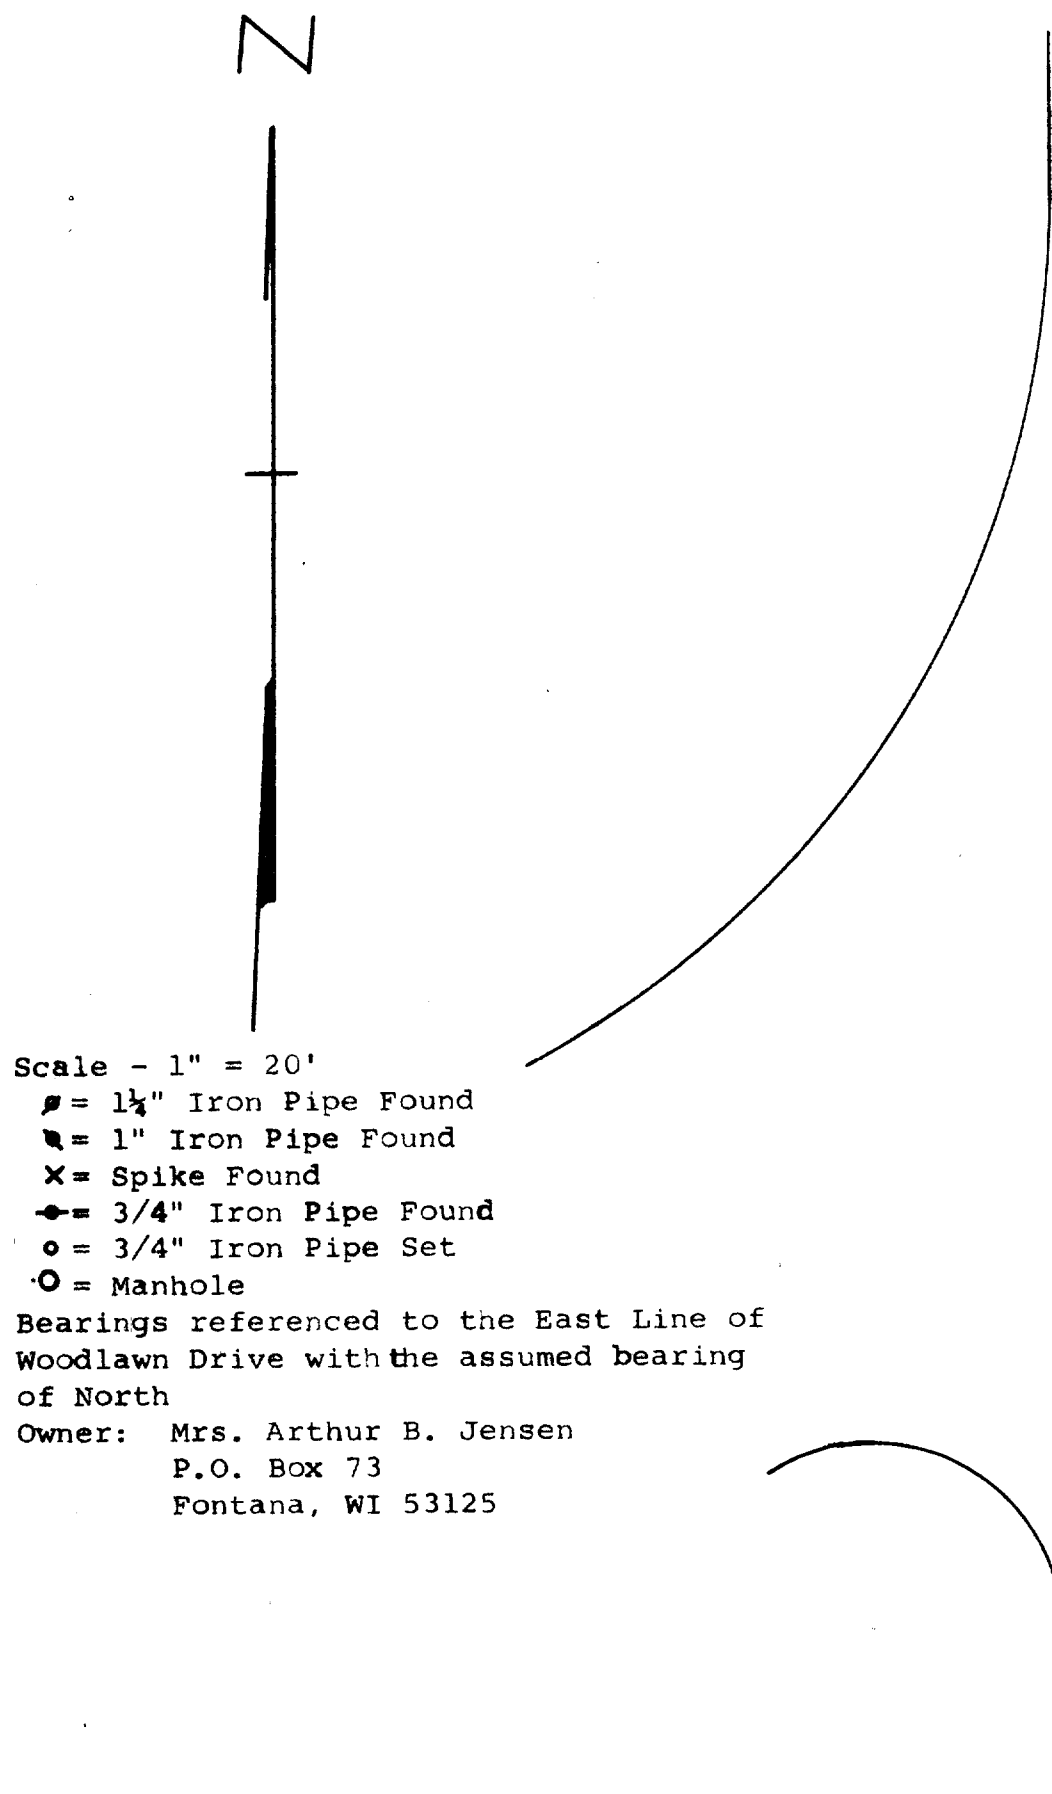 N
Scale - 1" = 20'
= 1¼" Iron Pipe Found
= 1" Iron Pipe Found
X = Spike Found
= 3/4" Iron Pipe Found
o = 3/4" Iron Pipe Set
O = Manhole
Bearings referenced to the East Line of
Woodlawn Drive with the assumed bearing
of North
Owner: Mrs. Arthur B. Jensen
P.O. Box 73
Fontana, WI 53125